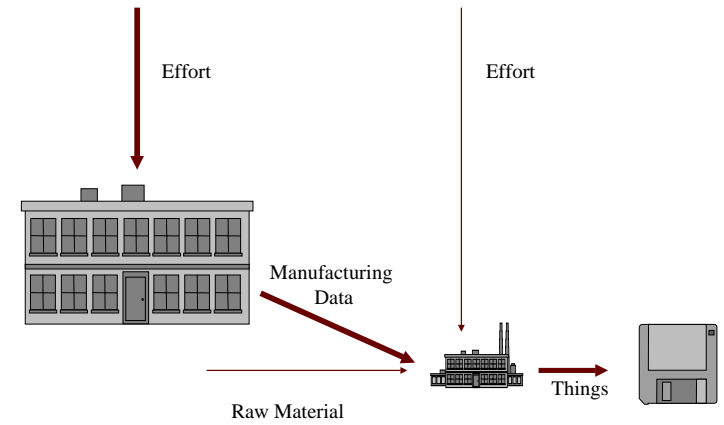 Effort
Effort
Manufacturing
Data
Things
Raw Material